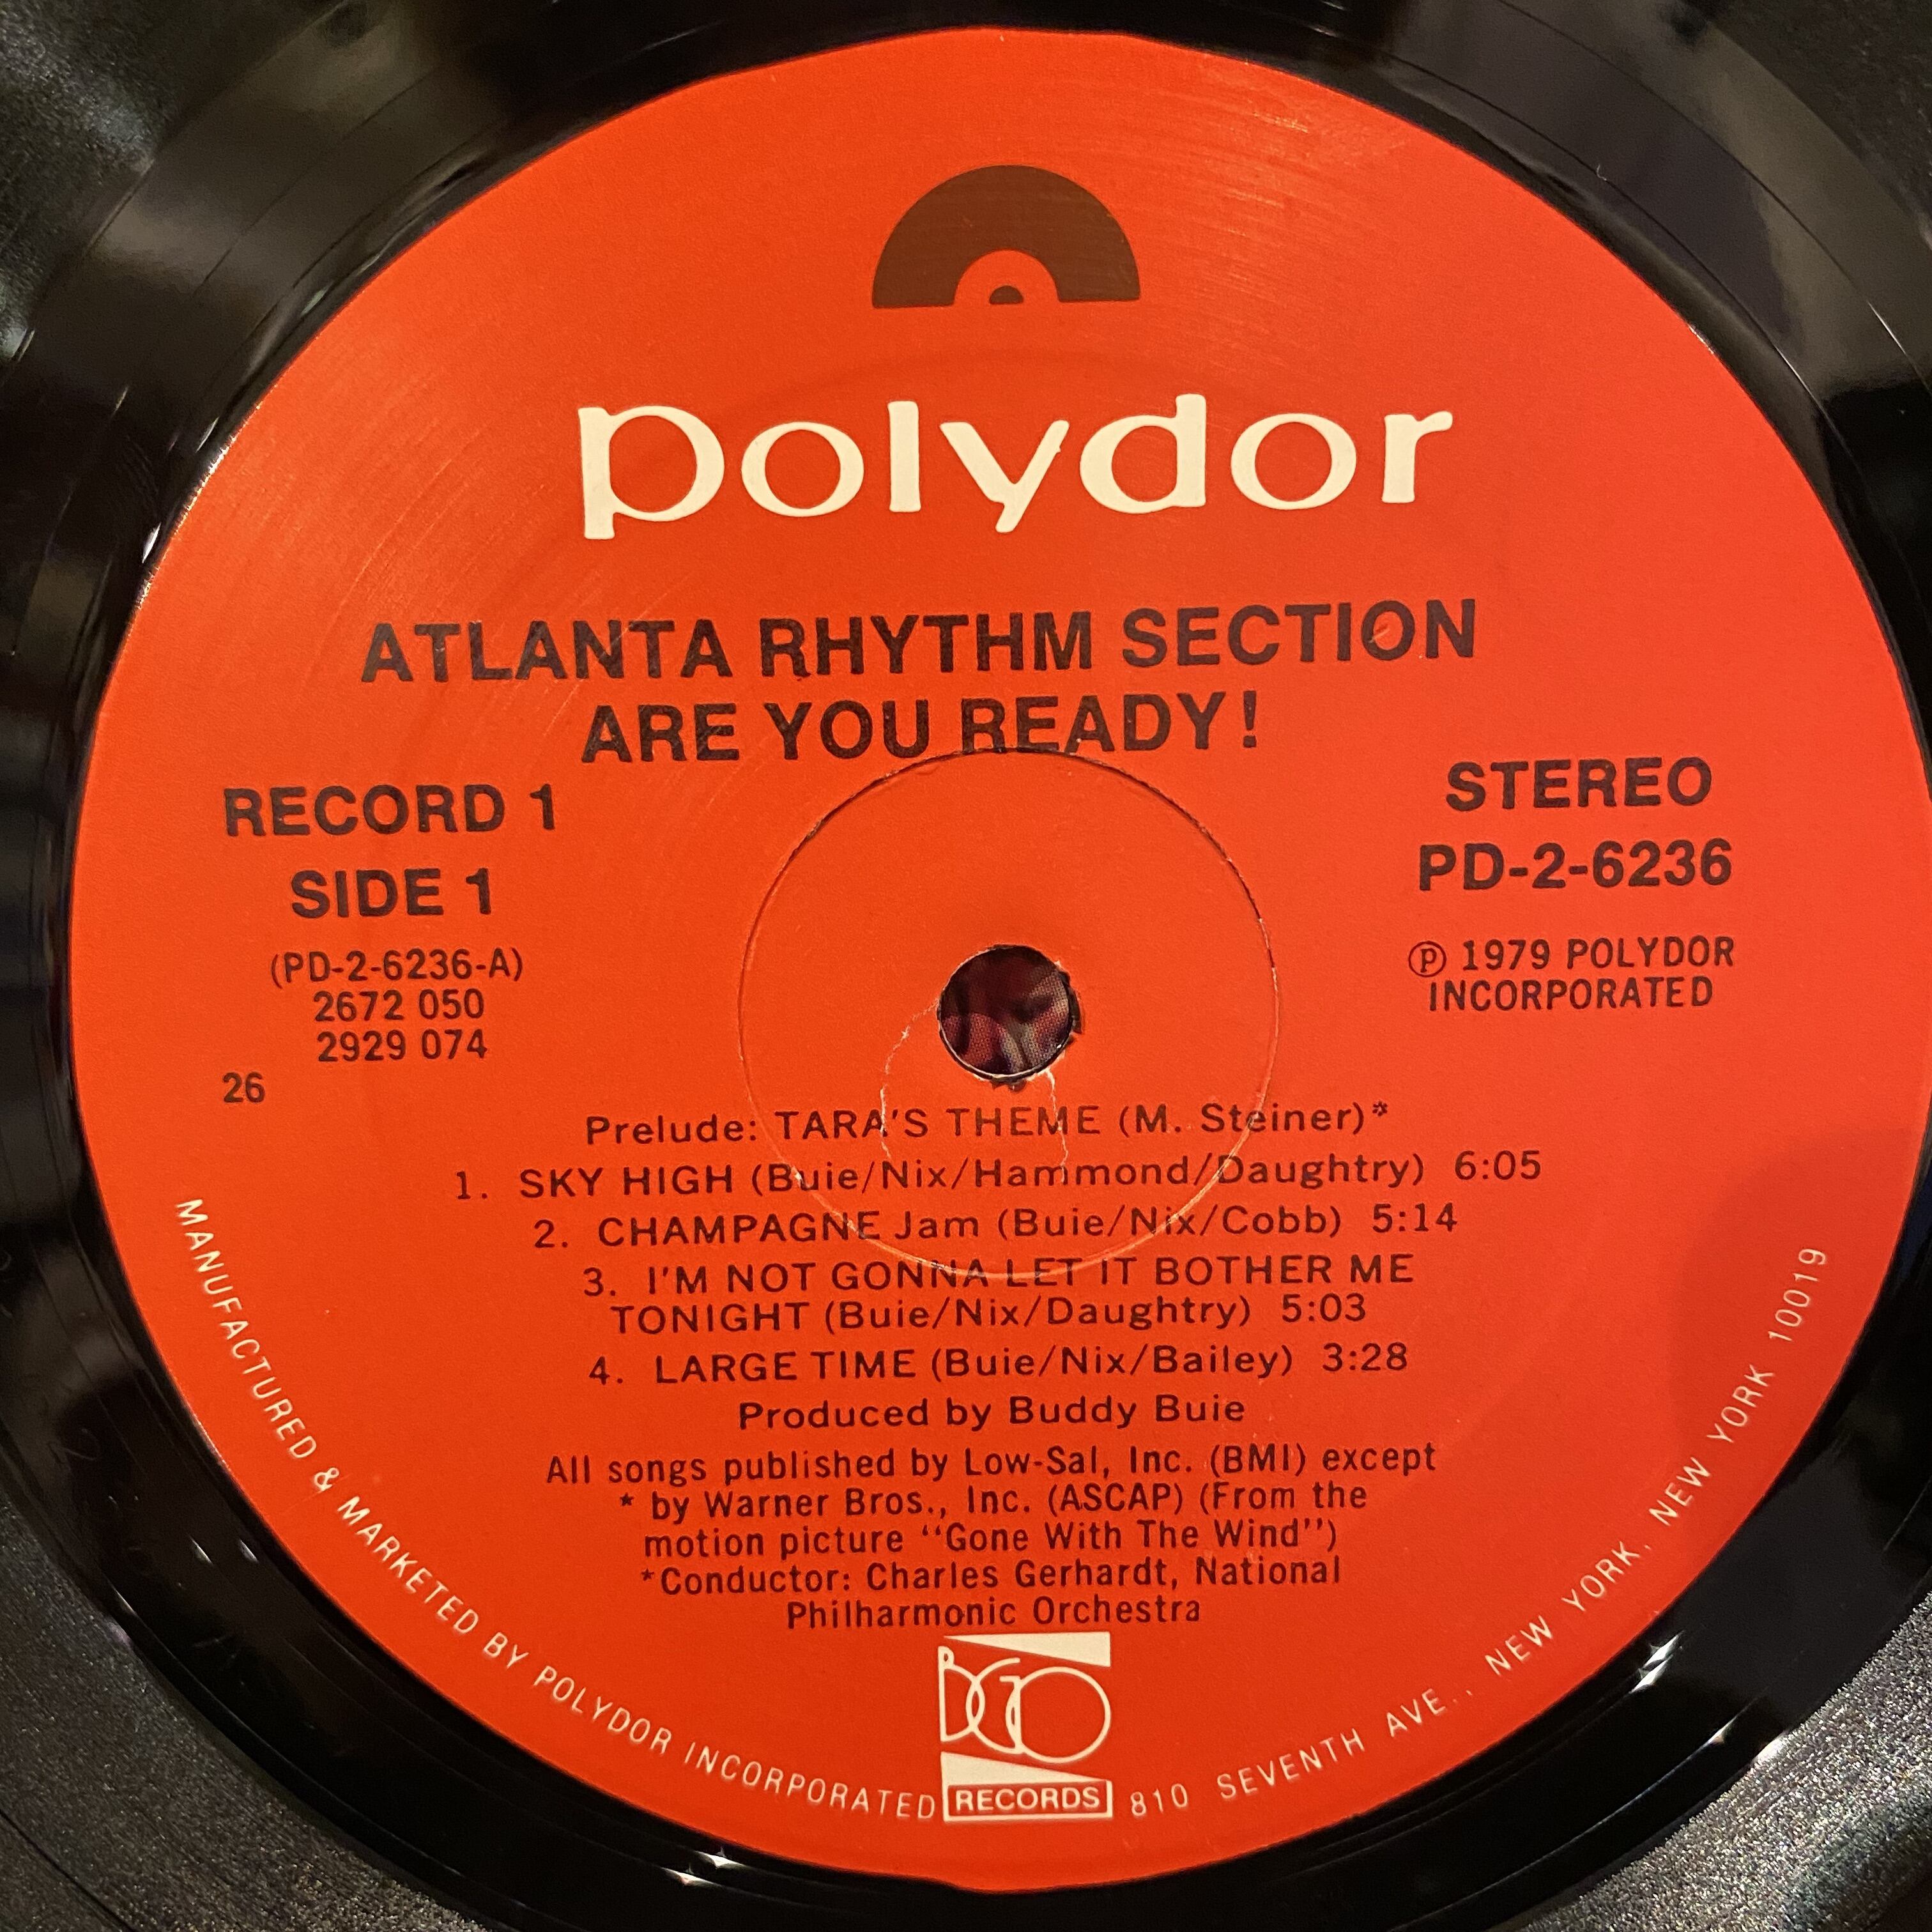 polydor
ATLANTA RHYTHM SECTION
ARE YOU READY!
RECORD 1
SIDE 1
(PD-2-6236-A)
2672 050
2929 074
26
STEREO
PD-2-6236
℗ 1979 POLYDOR
INCORPORATED
Prelude: TARA'S THEME (M. Steiner)*
1. SKY HIGH (Buie/Nix/Hammond/Daughtry) 6:05
2. CHAMPAGNE Jam (Buie/Nix/Cobb) 5:14
3. I'M NOT GONNA LET IT BOTHER ME
TONIGHT (Buie/Nix/Daughtry) 5:03
4. LARGE TIME (Buie/Nix/Bailey) 3:28
Produced by Buddy Buie
All songs published by Low-Sal, Inc. (BMI) except
* by Warner Bros., Inc. (ASCAP) (From the
motion picture “Gone With The Wind”)
*Conductor: Charles Gerhardt, National
Philharmonic Orchestra
BGO
RECORDS
MANUFACTURED & MARKETED BY POLYDOR INCORPORATED 810 SEVENTH AVE., NEW YORK, NEW YORK 10019